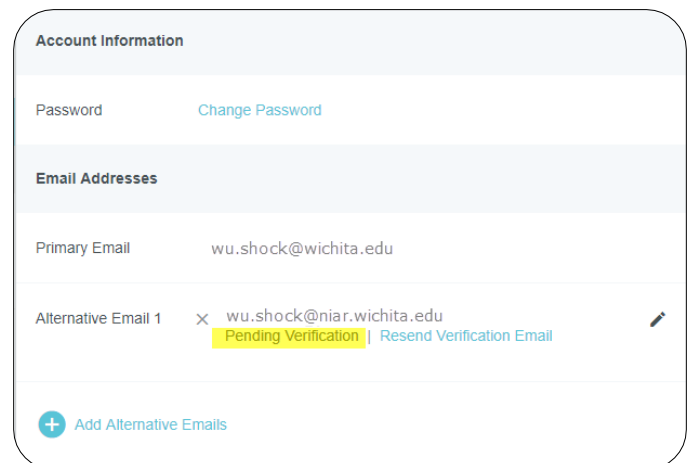 Account Information
Password Change Password
Email Addresses
Primary Email wu.shock@wichita.edu
Alternative Email 1 × wu.shock@niar.wichita.edu
Pending Verification | Resend Verification Email
+ Add Alternative Emails